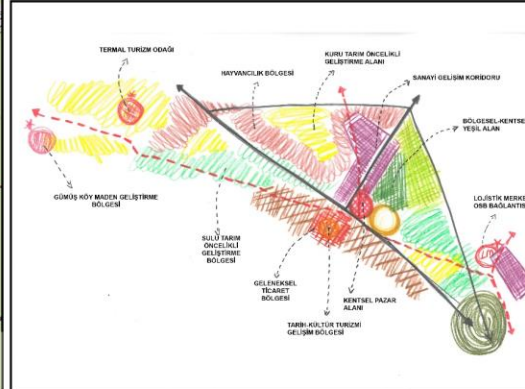 TERMAL TURİZM ODAĞI
HAYVANCILIK BÖLGESİ
KURU TARIM ÖNCELİKLİ
GELİŞTİRME ALANI
SANAYİ GELİŞİM KORİDORU
BÖLGESEL-KENTSE
YEŞİL ALAN
GÜMÜŞ KÖY MADEN GELİŞTİRME
BÖLGESİ
LOJİSTİK MERKE
OSB BAĞLANTIS
SULU TARIM
ÖNCELİKLİ
GELİŞTİRME
BÖLGESİ
GELENEKSEL
TİCARET
BÖLGESİ
KENTSEL PAZAR
ALANI
TARİH-KÜLTÜR TURİZMİ
GELİŞİM BÖLGESİ